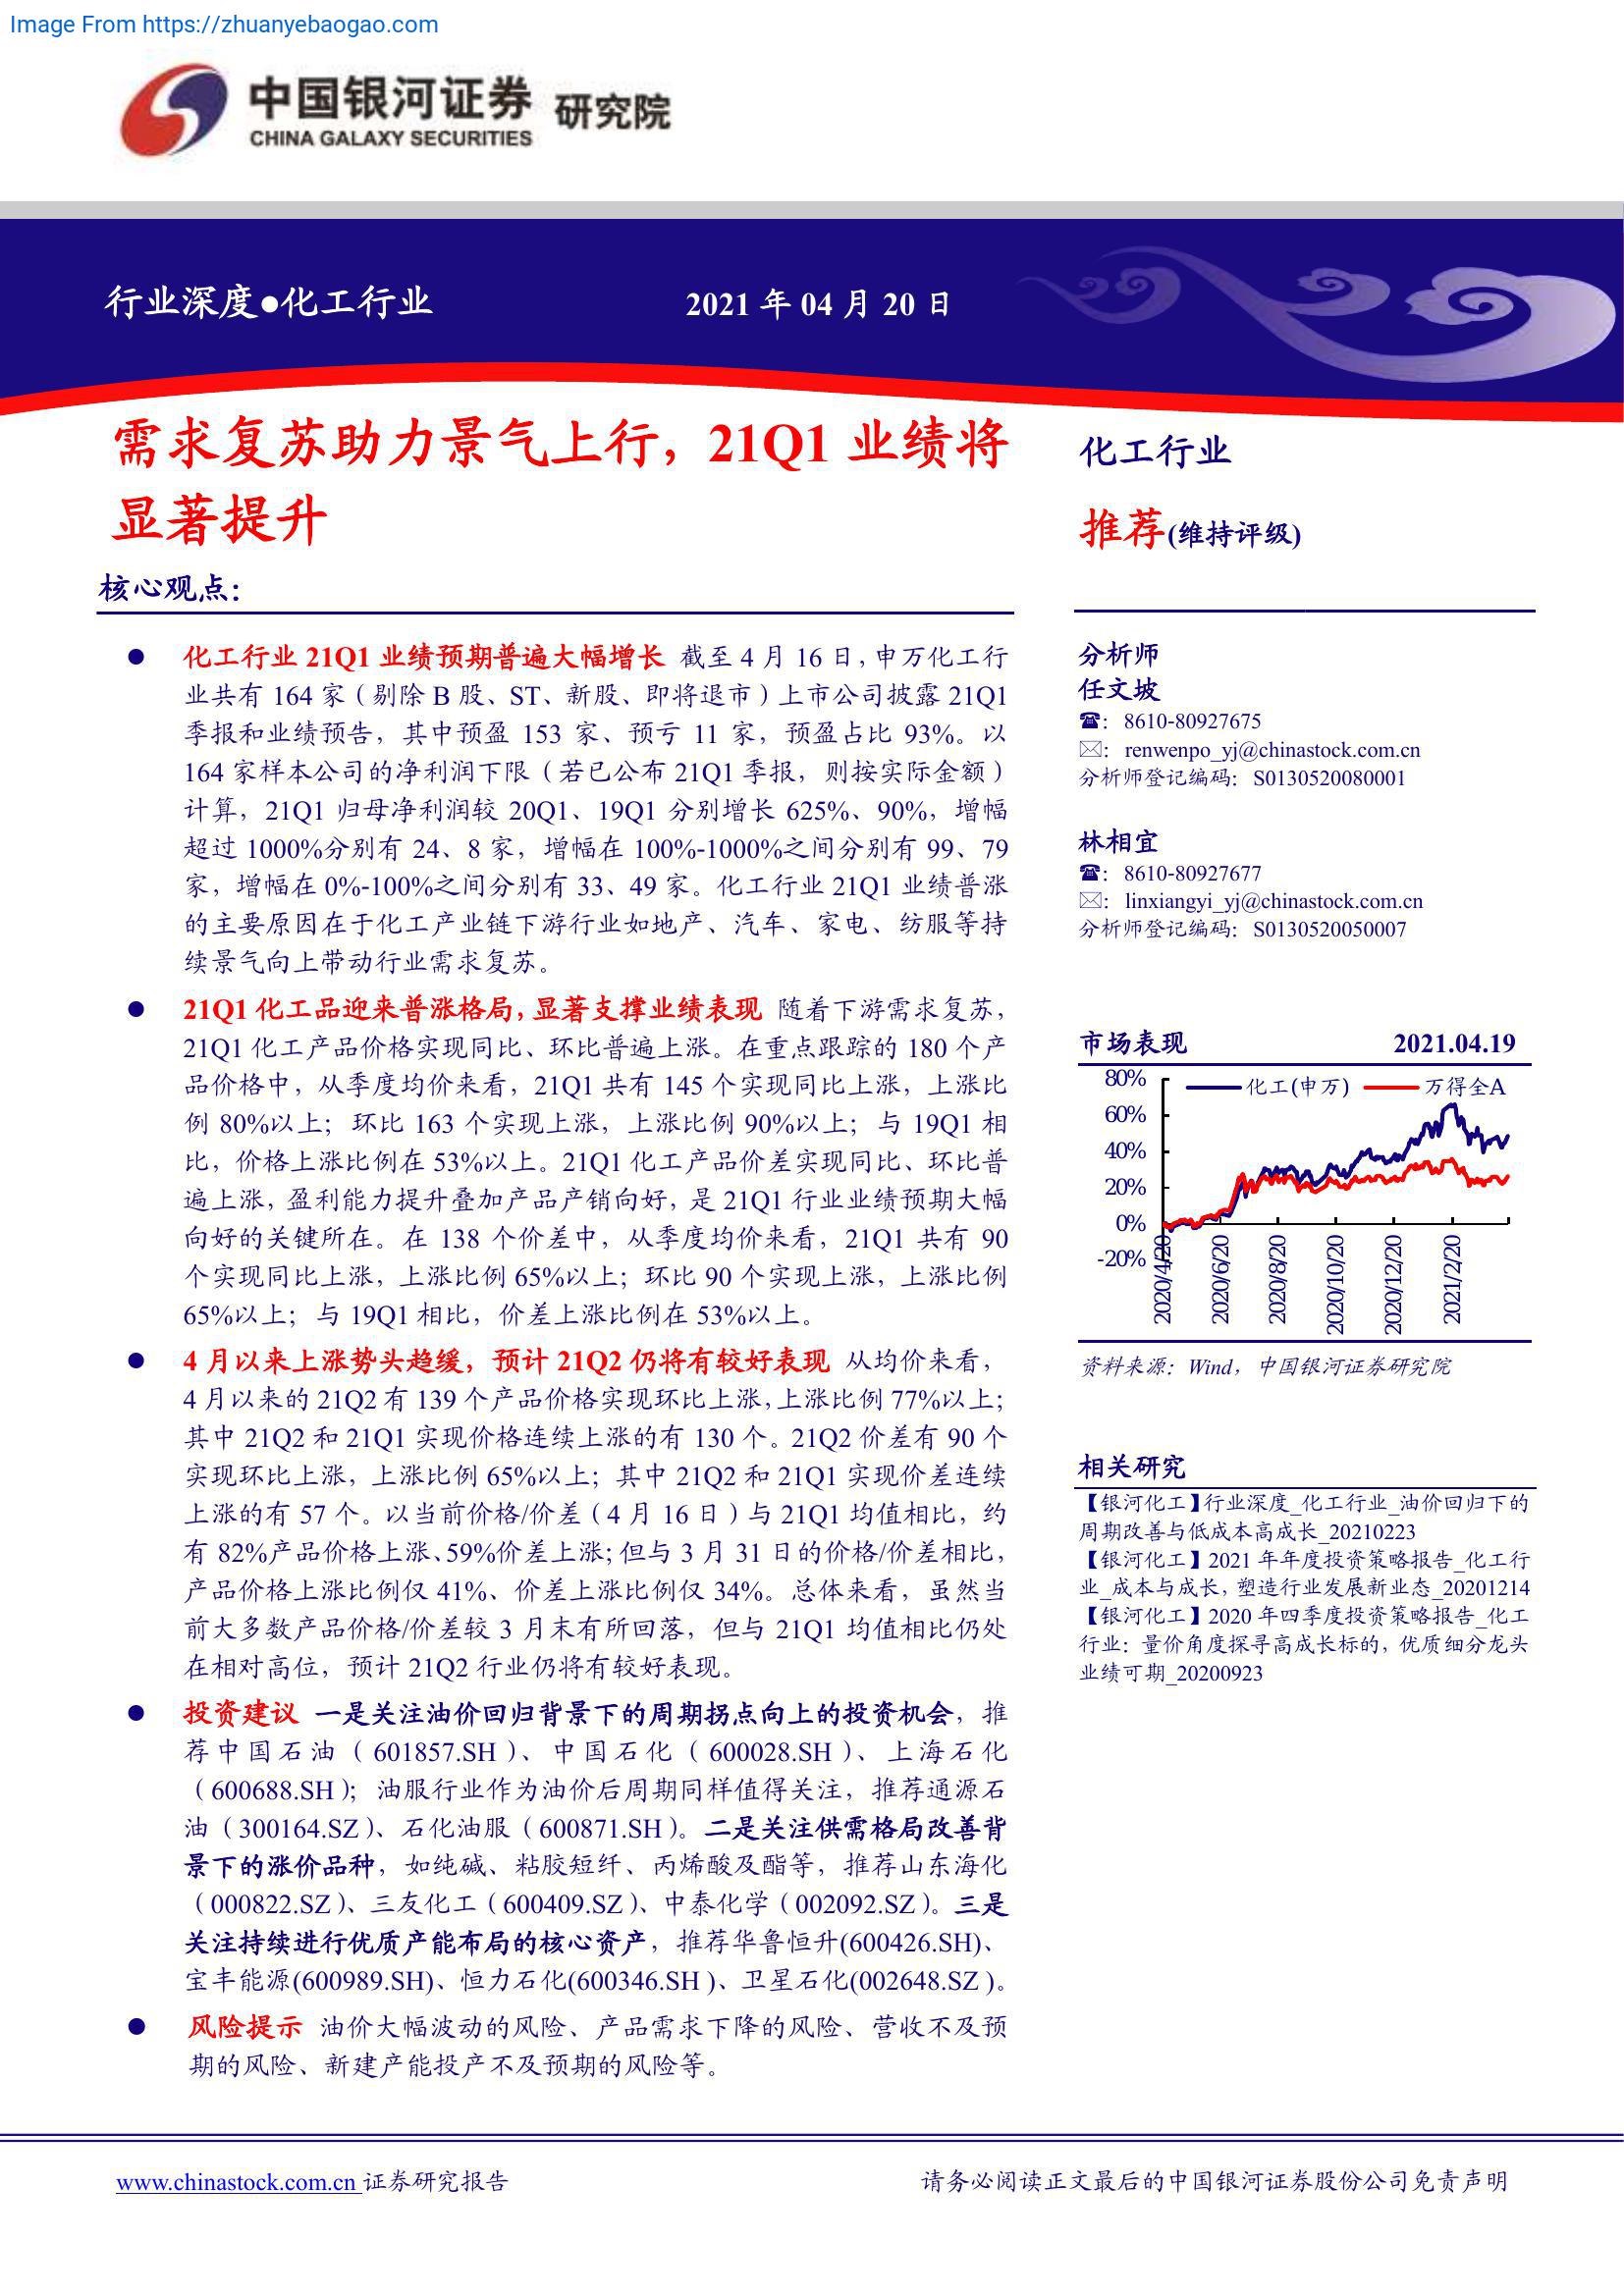 Image From https://zhuanyebaogao.com
中国银河证券 研究院
CHINA GALAXY SECURITIES
行业深度●化工行业
2021 年 04 月 20 日
需求复苏助力景气上行，21Q1 业绩将
显著提升
核心观点：
● 化工行业 21Q1 业绩预期普遍大幅增长 截至 4 月 16 日，申万化工行
业共有 164 家（剔除 B 股、ST、新股、即将退市）上市公司披露 21Q1
季报和业绩预告，其中预盈 153 家、预亏 11 家，预盈占比 93%。以
164 家样本公司的净利润下限（若已公布 21Q1 季报，则按实际金额）
计算，21Q1 归母净利润较 20Q1、19Q1 分别增长 625%、90%，增幅
超过 1000%分别有 24、8 家，增幅在 100%-1000%之间分别有 99、79
家，增幅在 0%-100%之间分别有 33、49 家。化工行业 21Q1 业绩普涨
的主要原因在于化工产业链下游行业如地产、汽车、家电、纺服等持
续景气向上带动行业需求复苏。
● 21Q1 化工品迎来普涨格局，显著支撑业绩表现 随着下游需求复苏，
21Q1 化工产品价格实现同比、环比普遍上涨。在重点跟踪的 180 个产
品价格中，从季度均价来看，21Q1 共有 145 个实现同比上涨，上涨比
例 80%以上；环比 163 个实现上涨，上涨比例 90%以上；与 19Q1 相
比，价格上涨比例在 53%以上。21Q1 化工产品价差实现同比、环比普
遍上涨，盈利能力提升叠加产品产销向好，是 21Q1 行业业绩预期大幅
向好的关键所在。在 138 个价差中，从季度均价来看，21Q1 共有 90
个实现同比上涨，上涨比例 65%以上；环比 90 个实现上涨，上涨比例
65%以上；与 19Q1 相比，价差上涨比例在 53%以上。
● 4 月以来上涨势头趋缓，预计 21Q2 仍将有较好表现 从均价来看，
4 月以来的 21Q2 有 139 个产品价格实现环比上涨，上涨比例 77%以上；
其中 21Q2 和 21Q1 实现价格连续上涨的有 130 个。21Q2 价差有 90 个
实现环比上涨，上涨比例 65%以上；其中 21Q2 和 21Q1 实现价差连续
上涨的有 57 个。以当前价格/价差（4 月 16 日）与 21Q1 均值相比，约
有 82%产品价格上涨、59%价差上涨；但与 3 月 31 日的价格/价差相比，
产品价格上涨比例仅 41%、价差上涨比例仅 34%。总体来看，虽然当
前大多数产品价格/价差较 3 月末有所回落，但与 21Q1 均值相比仍处
在相对高位，预计 21Q2 行业仍将有较好表现。
● 投资建议 一是关注油价回归背景下的周期拐点向上的投资机会，推
荐中国石油（601857.SH）、中国石化（600028.SH）、上海石化
（600688.SH）；油服行业作为油价后周期同样值得关注，推荐通源石
油（300164.SZ）、石化油服（600871.SH）。二是关注供需格局改善背
景下的涨价品种，如纯碱、粘胶短纤、丙烯酸及酯等，推荐山东海化
（000822.SZ）、三友化工（600409.SZ）、中泰化学（002092.SZ）。三是
关注持续进行优质产能布局的核心资产，推荐华鲁恒升(600426.SH)、
宝丰能源(600989.SH)、恒力石化(600346.SH )、卫星石化(002648.SZ )。
● 风险提示 油价大幅波动的风险、产品需求下降的风险、营收不及预
期的风险、新建产能投产不及预期的风险等。
化工行业
推荐(维持评级)
分析师
任文坡
☎：8610-80927675
✉：renwenpo_yj@chinastock.com.cn
分析师登记编码：S0130520080001
林相宜
☎：8610-80927677
✉：linxiangyi_yj@chinastock.com.cn
分析师登记编码：S0130520050007
市场表现 2021.04.19
化工(申万) 万得全A
80%
60%
40%
20%
0%
-20%
2020/4/20
2020/6/20
2020/8/20
2020/10/20
2020/12/20
2021/2/20
资料来源：Wind，中国银河证券研究院
相关研究
【银河化工】行业深度_化工行业_油价回归下的
周期改善与低成本高成长_20210223
【银河化工】2021 年年度投资策略报告_化工行
业_成本与成长，塑造行业发展新业态_20201214
【银河化工】2020 年四季度投资策略报告_化工
行业：量价角度探寻高成长标的，优质细分龙头
业绩可期_20200923
www.chinastock.com.cn 证券研究报告
请务必阅读正文最后的中国银河证券股份公司免责声明